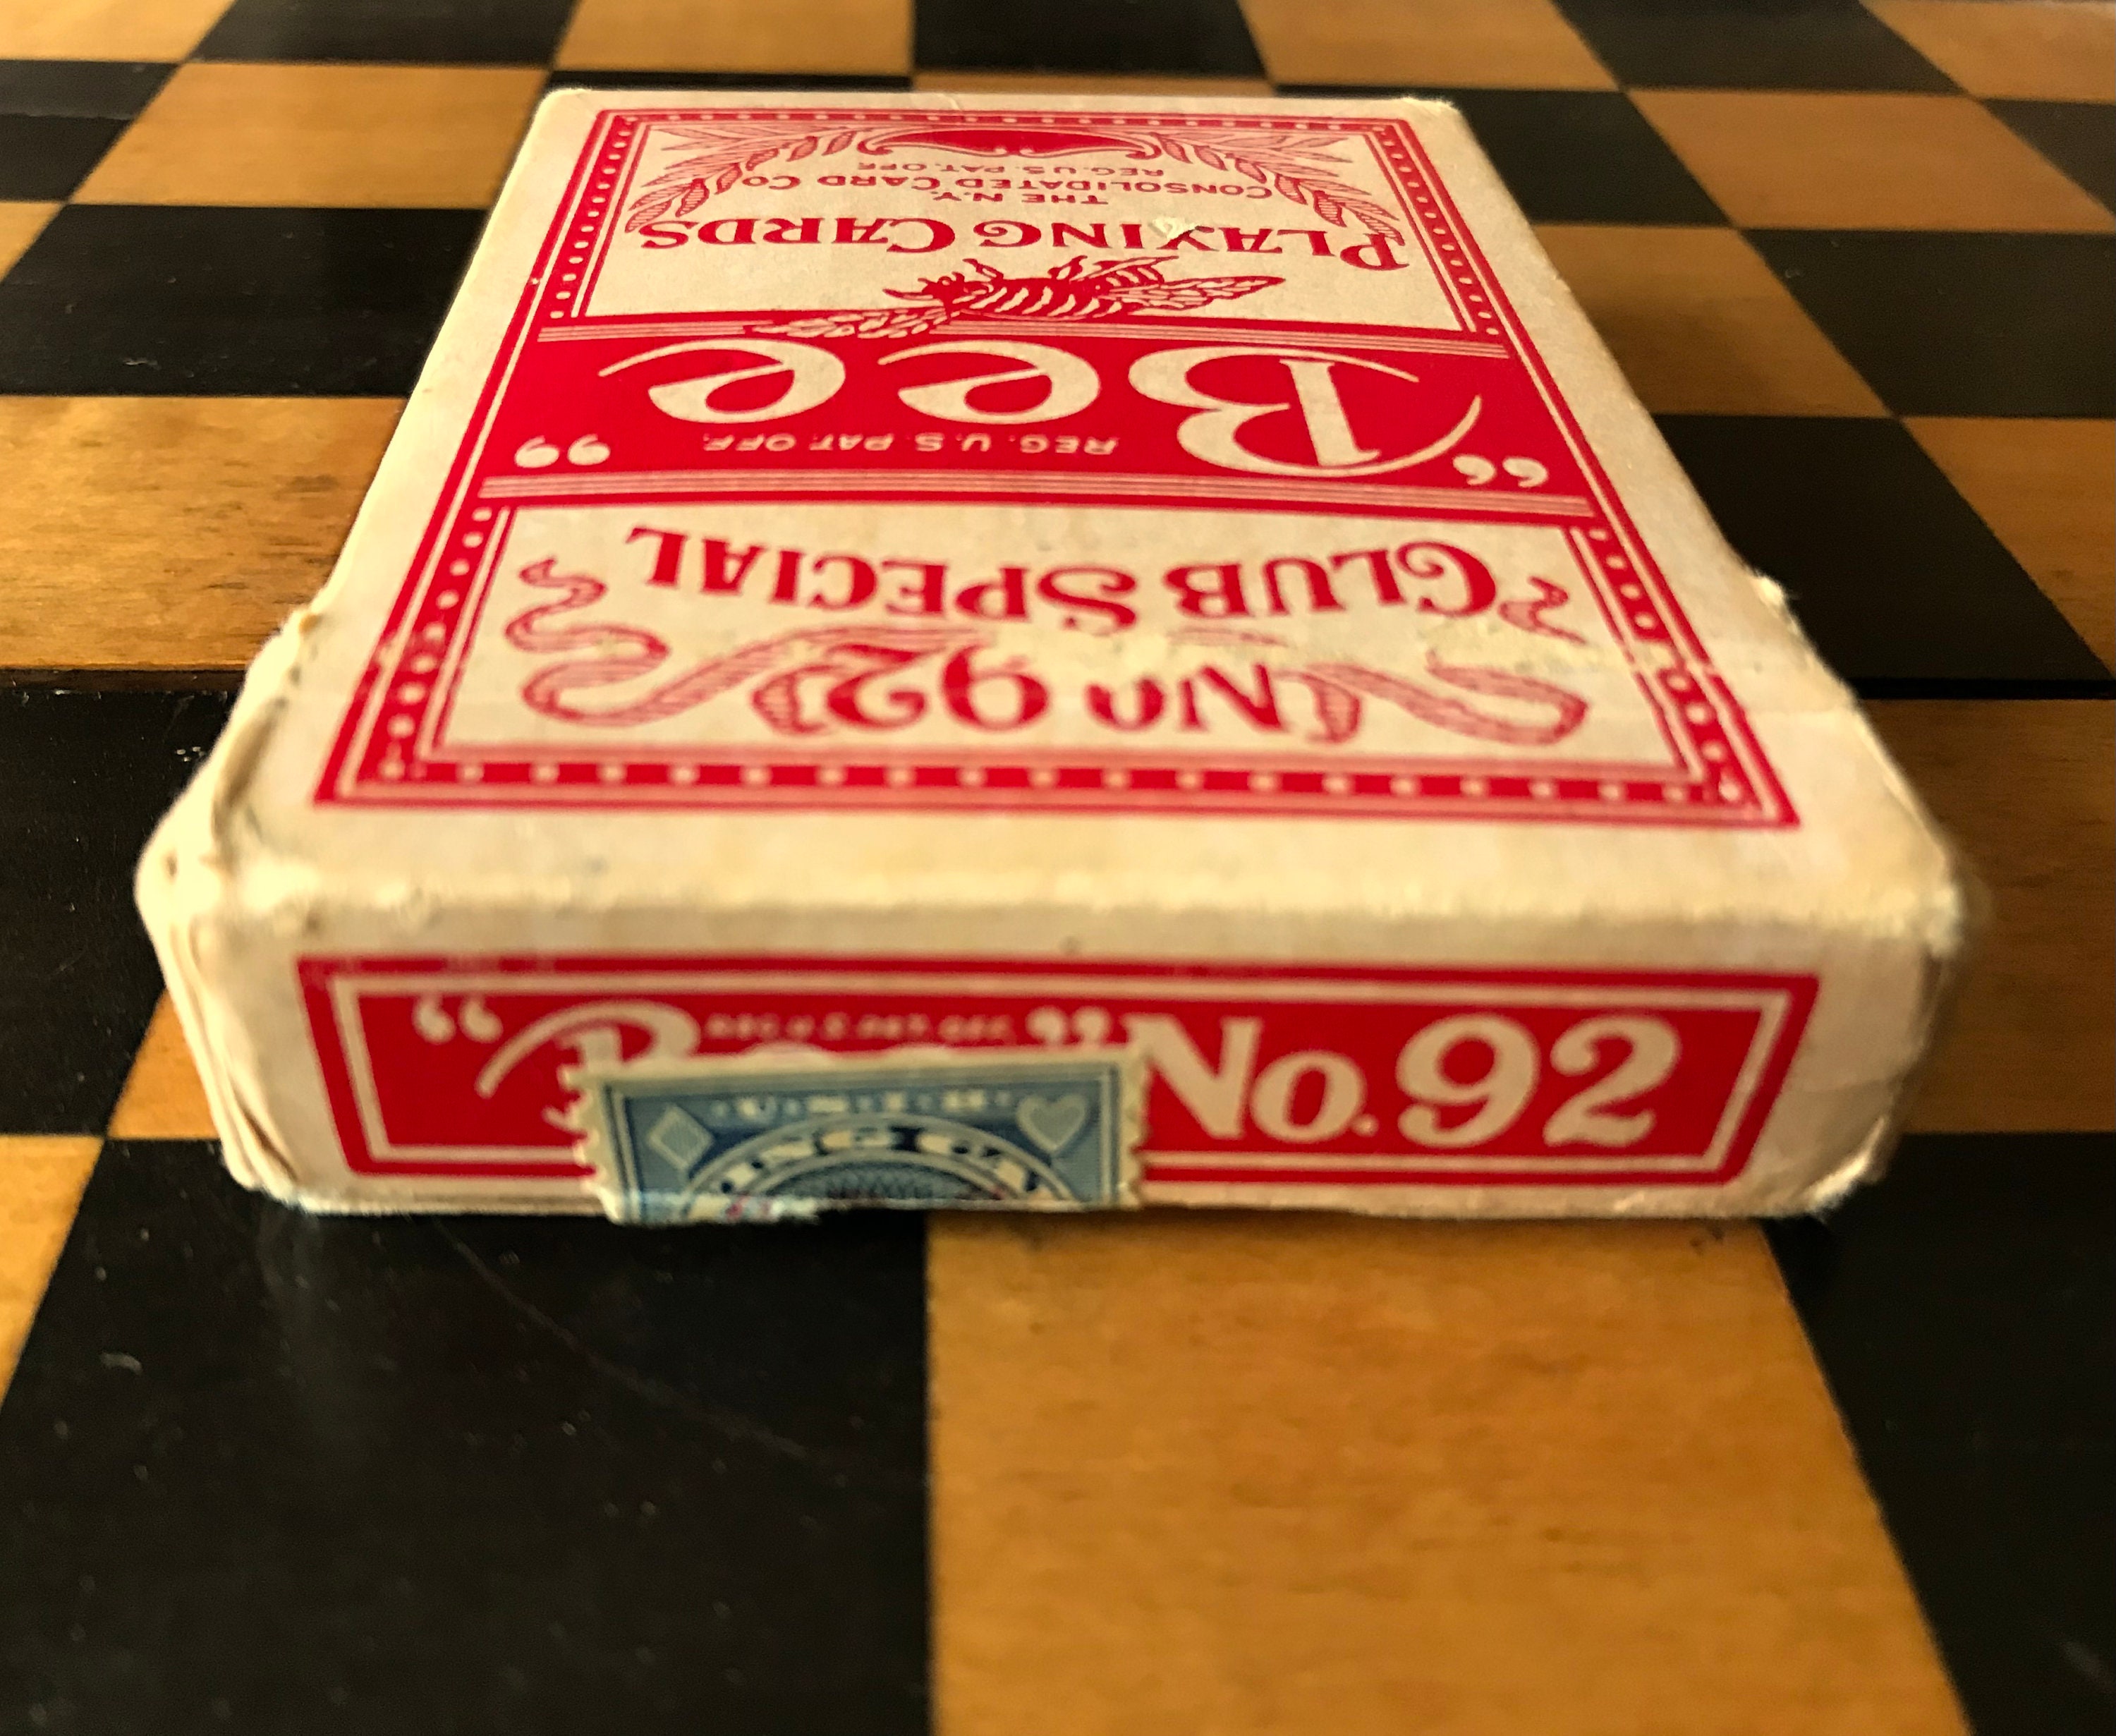 No 92
CLUB SPECIAL
“Bee”
REG. U.S. PAT. OFF.
PLAYING CARDS
THE N.Y.
CONSOLIDATED CARD CO
REG. U.S. PAT. OFF.
“B ” No. 92